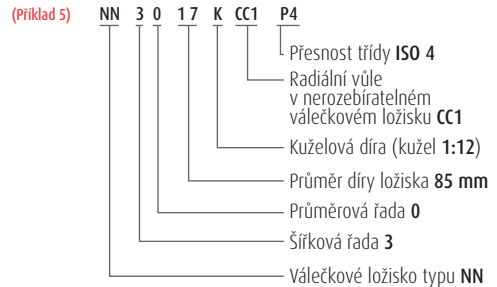 (Příklad 5) NN 3 0 17 K CC1 P4
Přesnost třídy ISO 4
Radiální vůle
v nerozebíratelném
válečkovém ložisku CC1
Kuželová díra (kužel 1:12)
Průměr díry ložiska 85 mm
Průměrová řada 0
Šířková řada 3
Válečkové ložisko typu NN